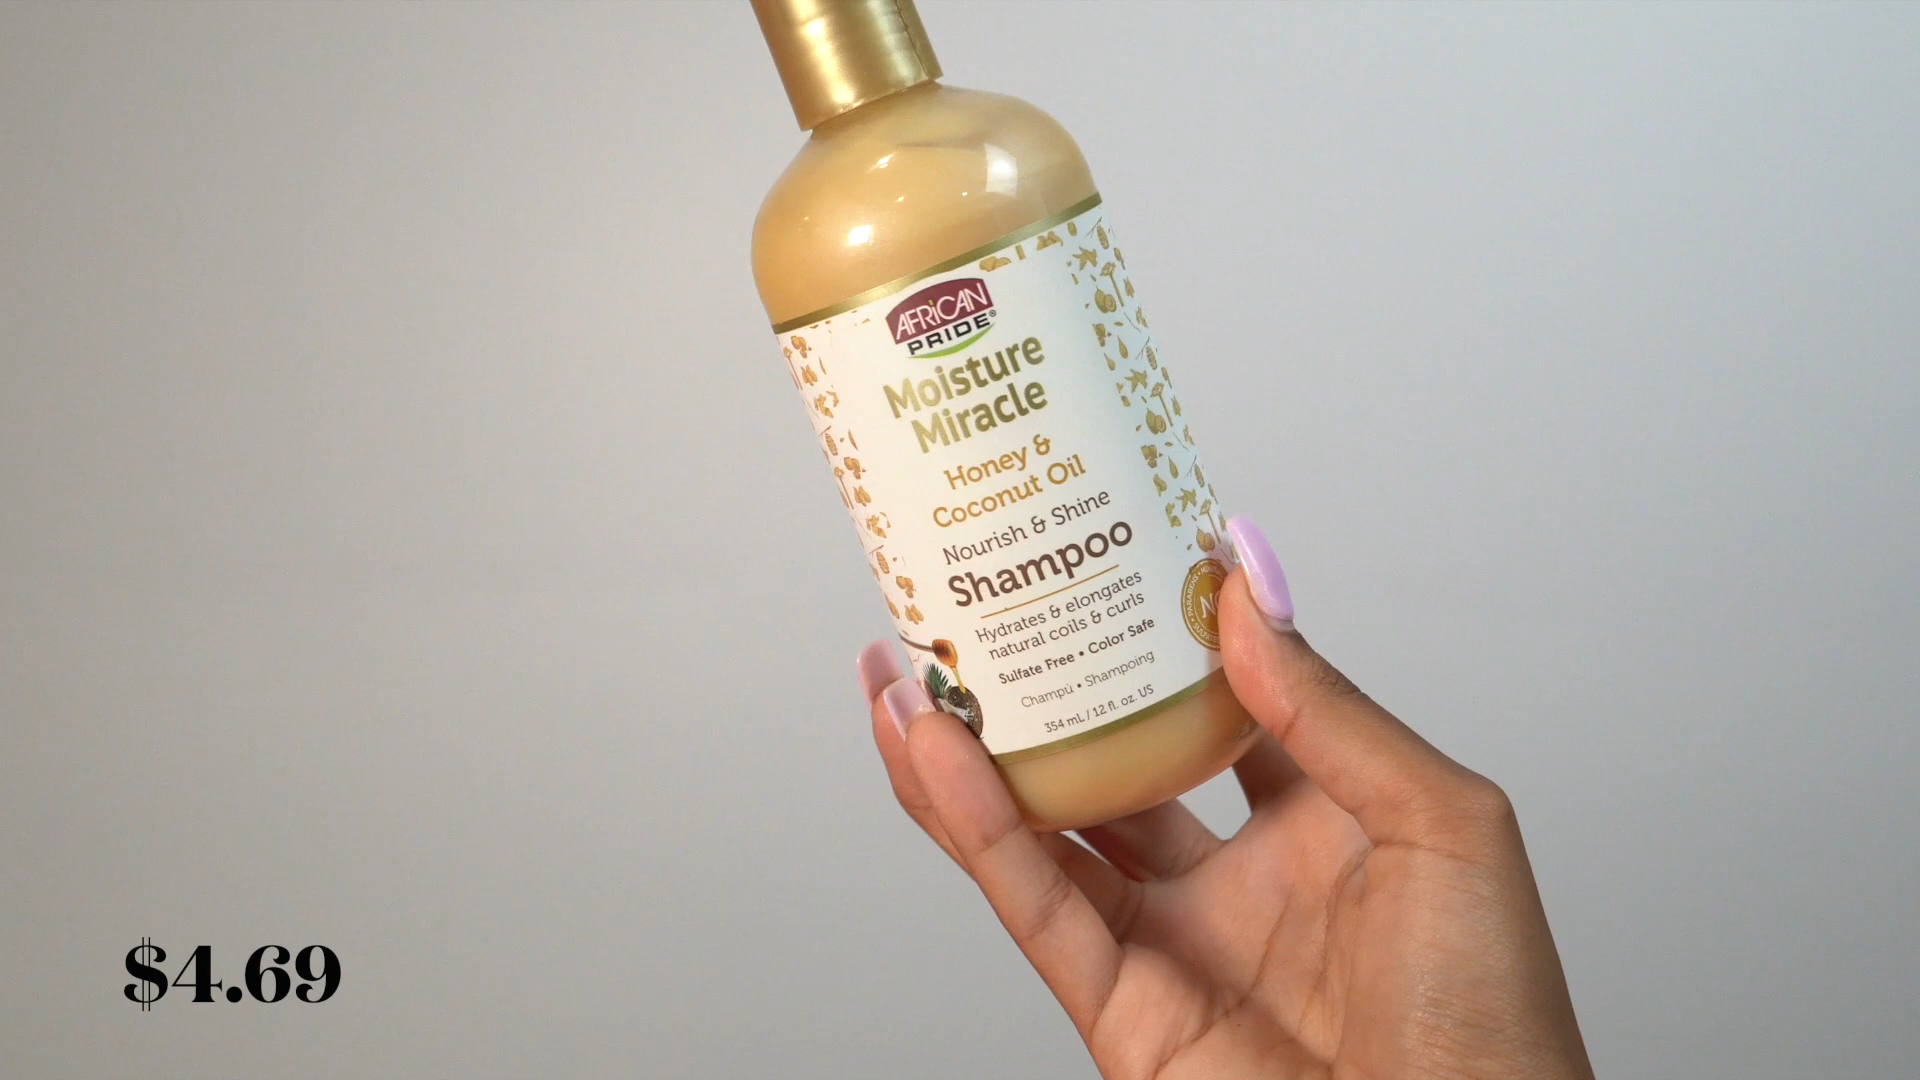 AFRICAN
PRIDE®
Moisture
Miracle
Honey &
Coconut Oil
Nourish & Shine
Shampoo
Hydrates & elongates
natural coils & curls
Sulfate Free • Color Safe
Champú • Shampoing
354 mL / 12 fl. oz. US
$4.69